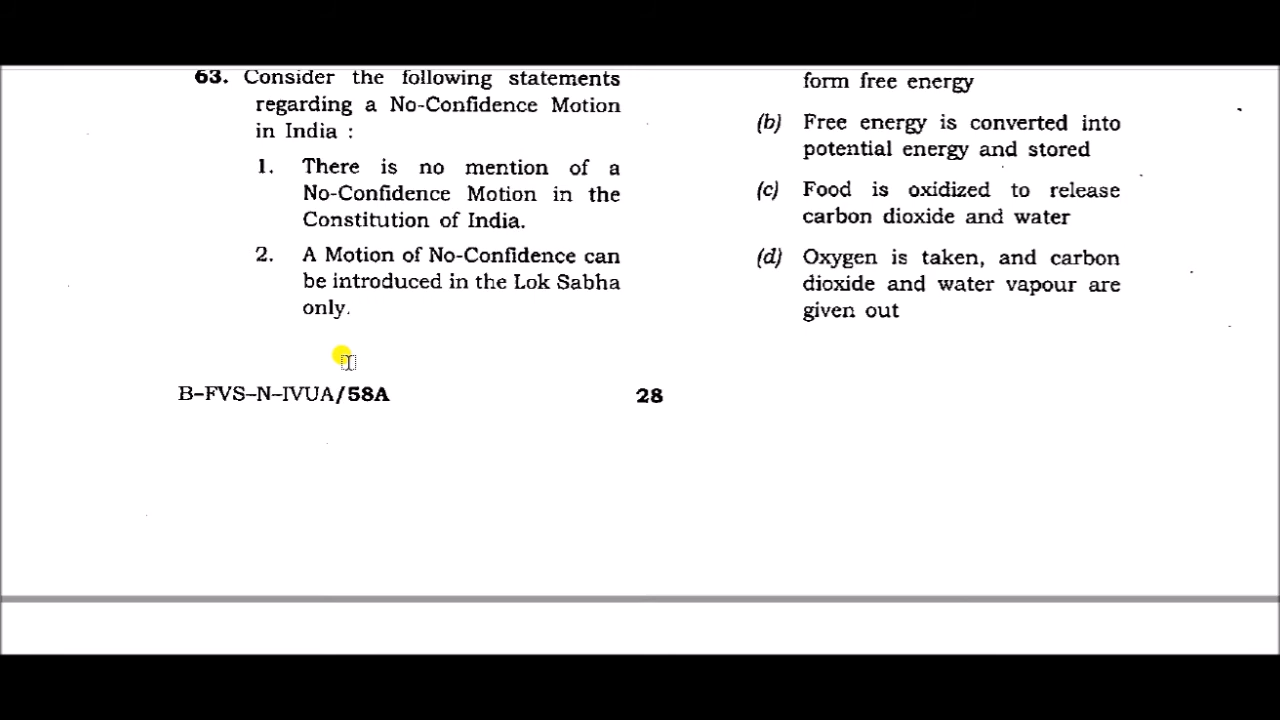 63. Consider the following statements
regarding a No-Confidence Motion
in India :
1. There is no mention of a
No-Confidence Motion in the
Constitution of India.
2. A Motion of No-Confidence can
be introduced in the Lok Sabha
only.
form free energy
(b) Free energy is converted into
potential energy and stored
(c) Food is oxidized to release
carbon dioxide and water
(d) Oxygen is taken, and carbon
dioxide and water vapour are
given out
B–FVS–N–IVUA/58A
28